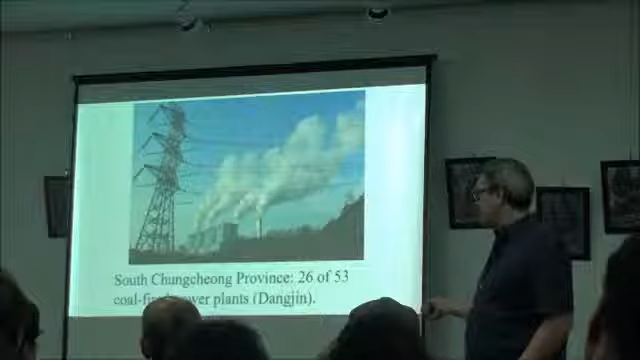 South Chungcheong Province: 26 of 53
coal-fired power plants (Dangjin).